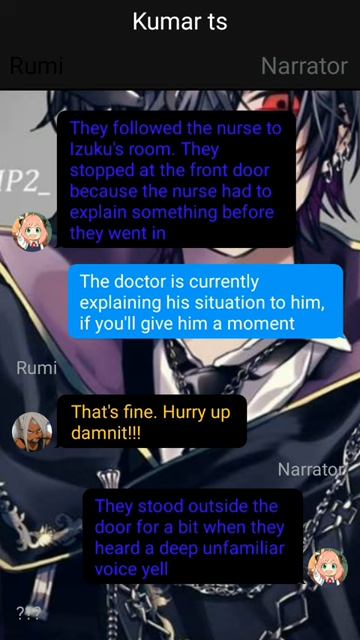 Kumar ts
Rumi
Narrator
They followed the nurse to
Izuku's room. They
stopped at the front door
because the nurse had to
explain something before
they went in
IP2_
The doctor is currently
explaining his situation to him,
if you'll give him a moment
Rumi
That's fine. Hurry up
damnit!!!
Narrator
They stood outside the
door for a bit when they
heard a deep unfamiliar
voice yell
?!?